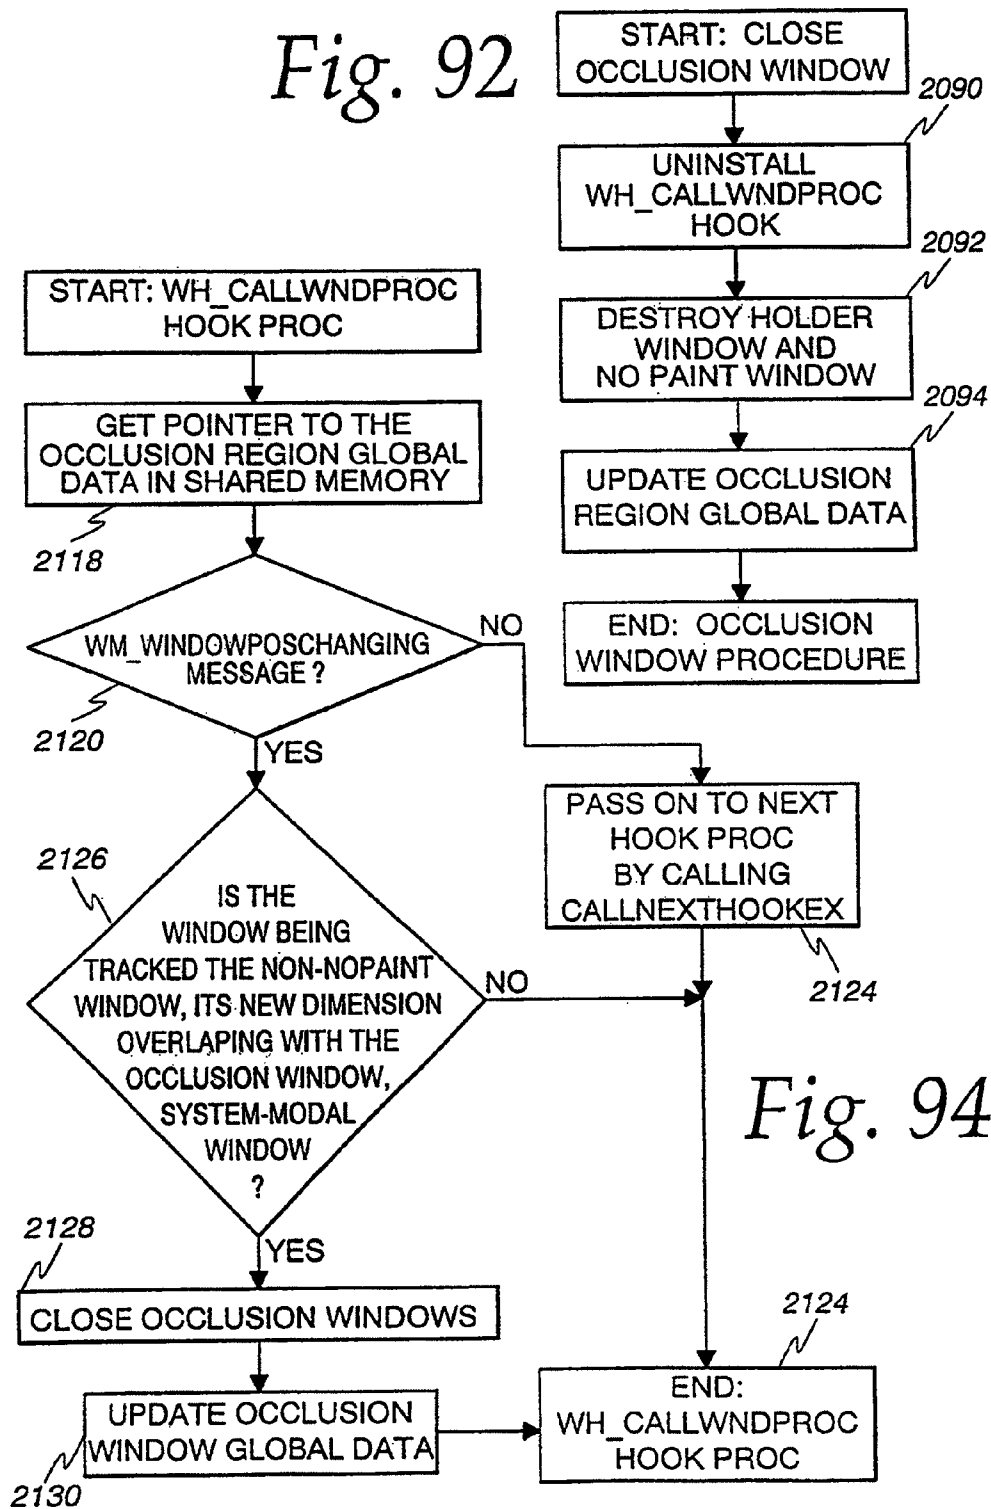 Fig. 92
START: CLOSE
OCCLUSION WINDOW
2090
UNINSTALL
WH_CALLWNDPROC
HOOK
2092
DESTROY HOLDER
WINDOW AND
NO PAINT WINDOW
2094
UPDATE OCCLUSION
REGION GLOBAL DATA
END: OCCLUSION
WINDOW PROCEDURE
START: WH_CALLWNDPROC
HOOK PROC
GET POINTER TO THE
OCCLUSION REGION GLOBAL
DATA IN SHARED MEMORY
2118
WM_WINDOWPOSCHANGING
MESSAGE ?
NO
2120
YES
PASS ON TO NEXT
HOOK PROC
BY CALLING
CALLNEXTHOOKEX
2124
2126
IS THE
WINDOW BEING
TRACKED THE NON-NOPAINT
WINDOW, ITS NEW DIMENSION
OVERLAPING WITH THE
OCCLUSION WINDOW,
SYSTEM-MODAL
WINDOW
?
NO
Fig. 94
YES
2128
CLOSE OCCLUSION WINDOWS
UPDATE OCCLUSION
WINDOW GLOBAL DATA
2130
2124
END:
WH_CALLWNDPROC
HOOK PROC